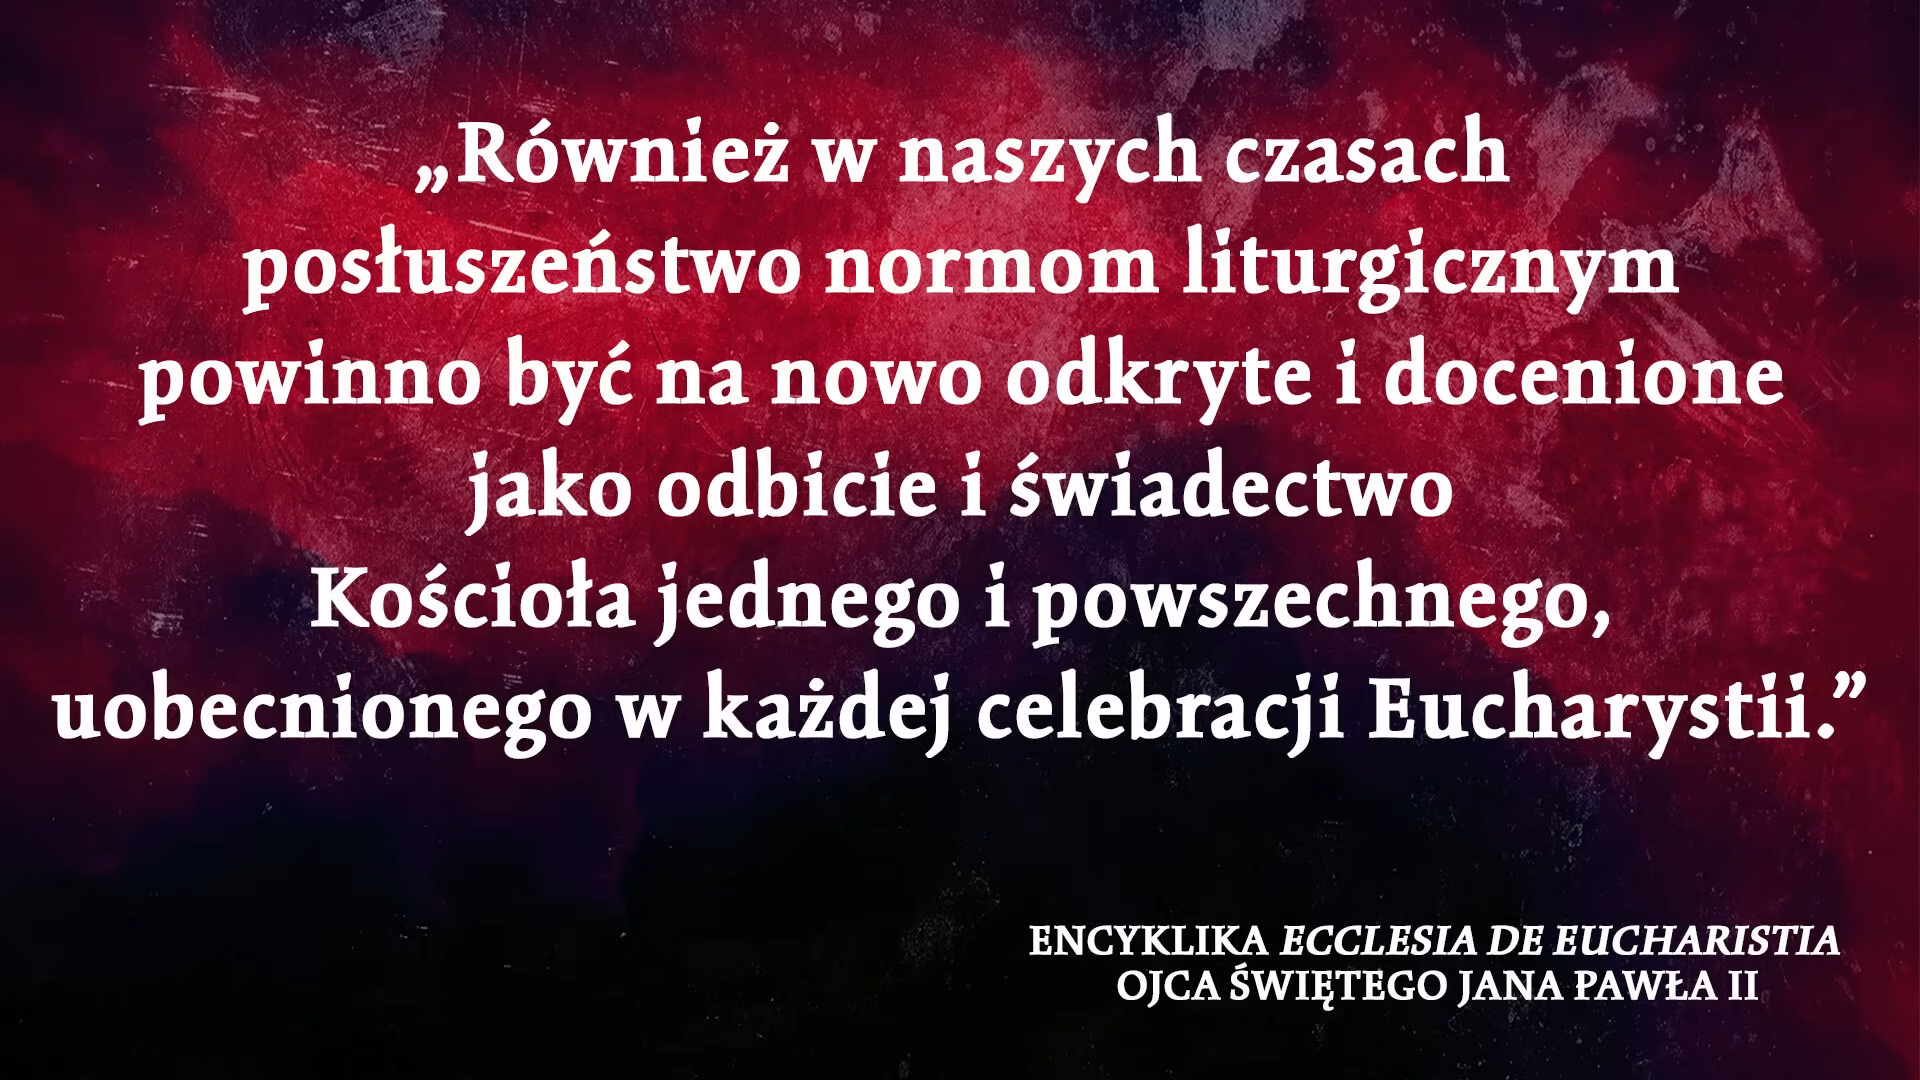 „Również w naszych czasach
posłuszeństwo normom liturgicznym
powinno być na nowo odkryte i docenione
jako odbicie i świadectwo
Kościoła jednego i powszechnego,
uobecnionego w każdej celebracji Eucharystii.”
ENCYKLIKA ECCLESIA DE EUCHARISTIA
OJCA ŚWIĘTEGO JANA PAWŁA II